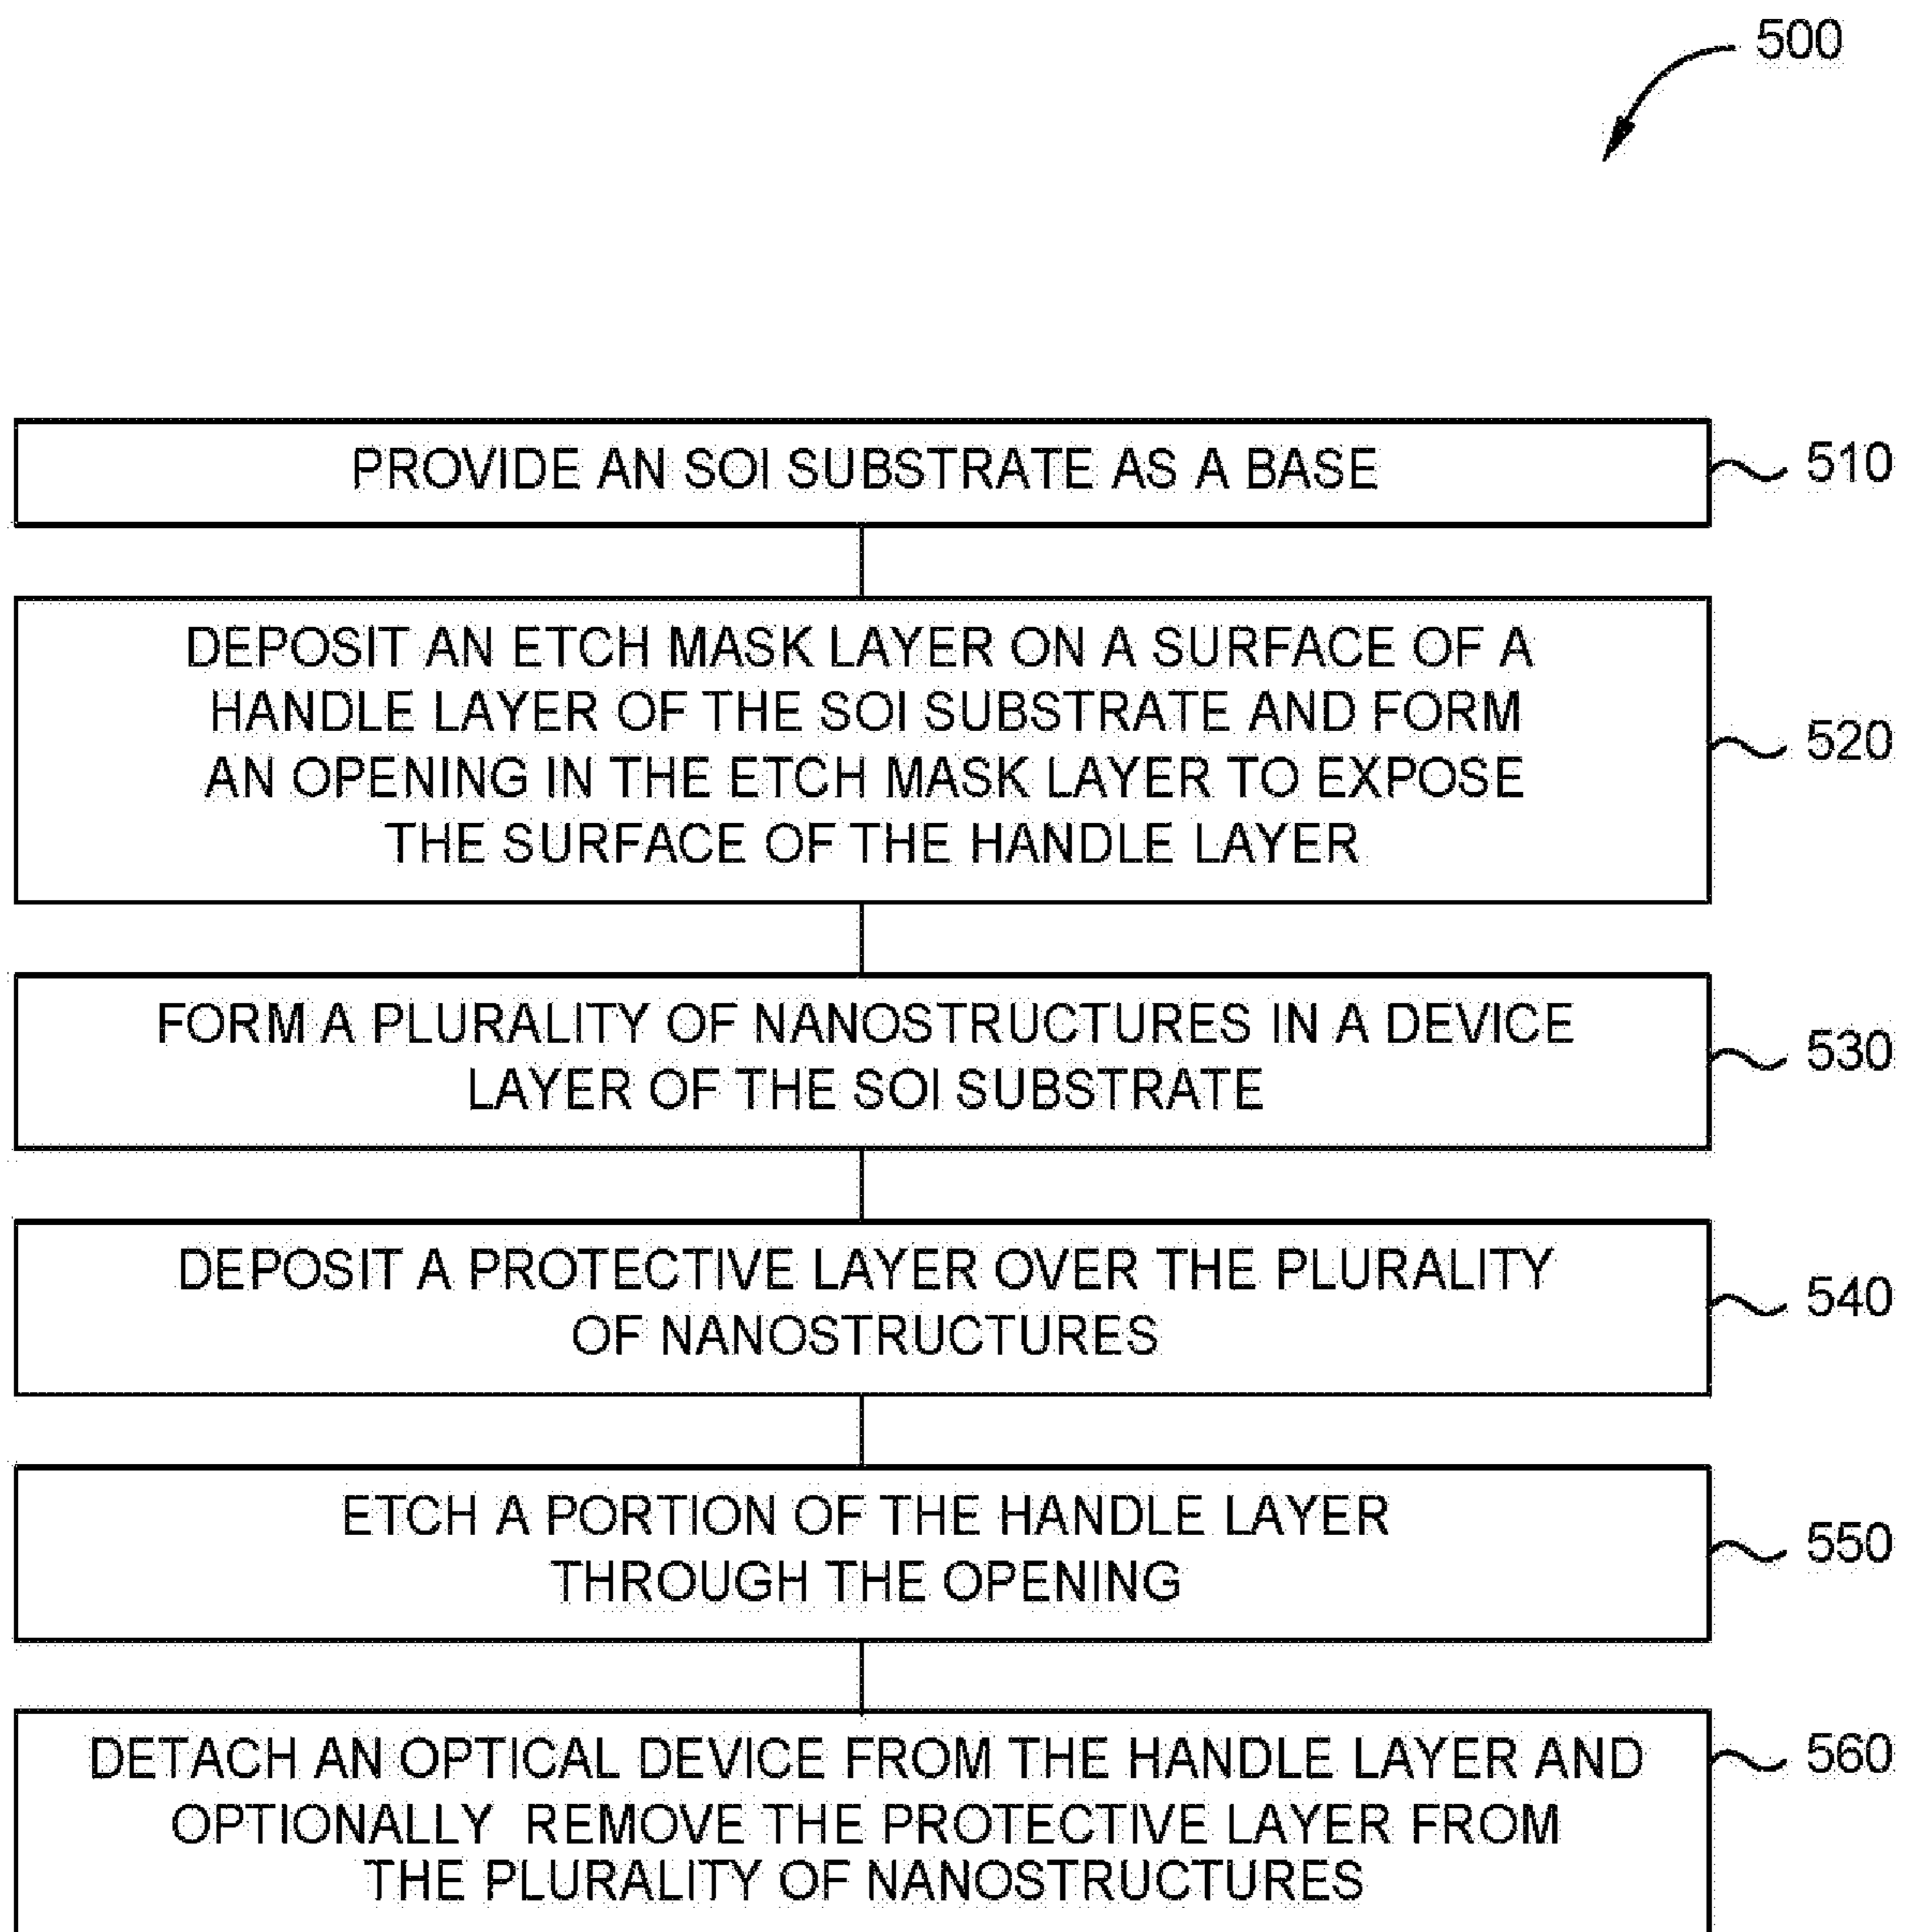 500
PROVIDE AN SOI SUBSTRATE AS A BASE
510
DEPOSIT AN ETCH MASK LAYER ON A SURFACE OF A
HANDLE LAYER OF THE SOI SUBSTRATE AND FORM
AN OPENING IN THE ETCH MASK LAYER TO EXPOSE
THE SURFACE OF THE HANDLE LAYER
520
FORM A PLURALITY OF NANOSTRUCTURES IN A DEVICE
LAYER OF THE SOI SUBSTRATE
530
DEPOSIT A PROTECTIVE LAYER OVER THE PLURALITY
OF NANOSTRUCTURES
540
ETCH A PORTION OF THE HANDLE LAYER
THROUGH THE OPENING
550
DETACH AN OPTICAL DEVICE FROM THE HANDLE LAYER AND
OPTIONALLY REMOVE THE PROTECTIVE LAYER FROM
THE PLURALITY OF NANOSTRUCTURES
560